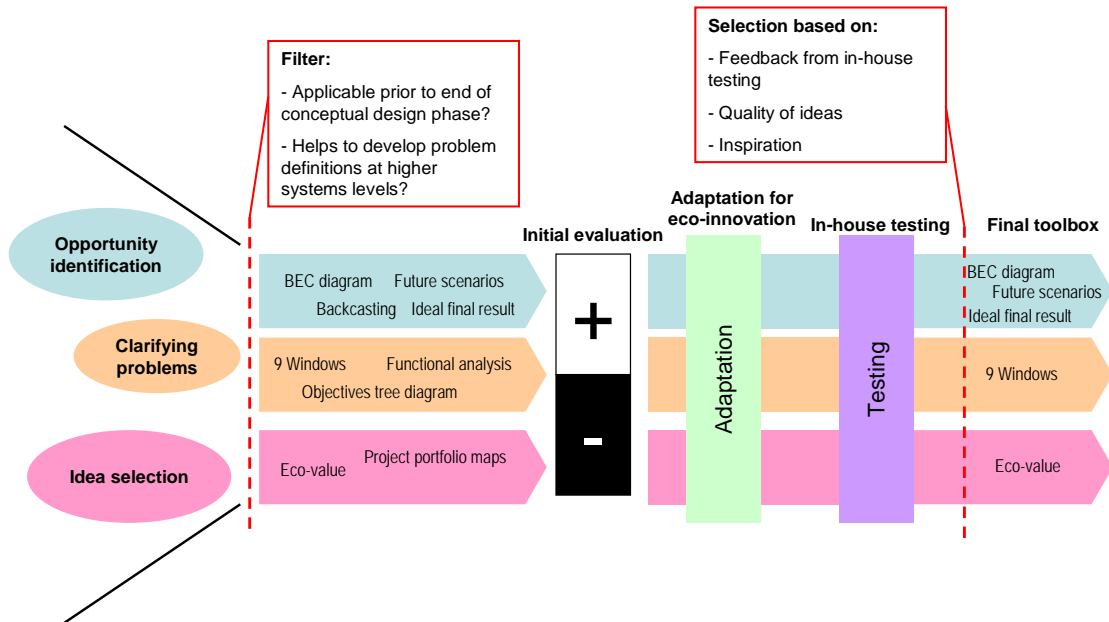 Filter:
- Applicable prior to end of
conceptual design phase?
- Helps to develop problem
definitions at higher
systems levels?
Selection based on:
- Feedback from in-house
testing
- Quality of ideas
- Inspiration
Opportunity
identification
Clarifying
problems
Idea selection
BEC diagram Future scenarios
Backcasting Ideal final result
9 Windows Functional analysis
Objectives tree diagram
Project portfolio maps
Eco-value
Initial evaluation
+
-
Adaptation for
eco-innovation
Adaptation
In-house testing
Testing
Final toolbox
BEC diagram
Future scenarios
Ideal final result
9 Windows
Eco-value